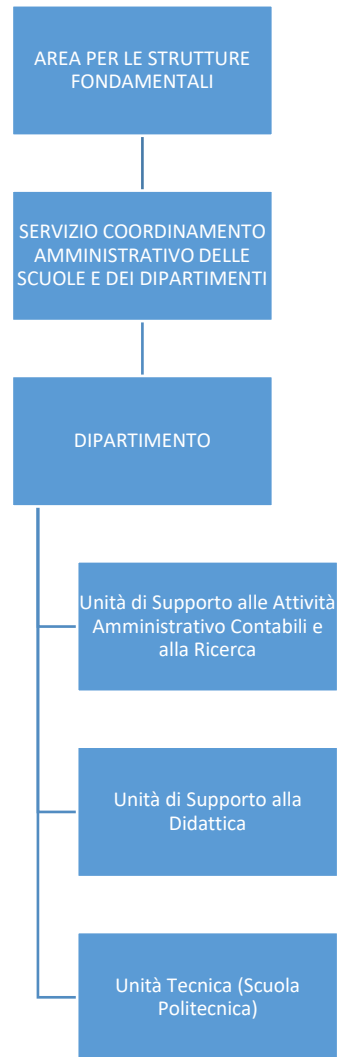 AREA PER LE STRUTTURE
FONDAMENTALI
SERVIZIO COORDINAMENTO
AMMINISTRATIVO DELLE
SCUOLE E DEI DIPARTIMENTI
DIPARTIMENTO
Unità di Supporto alle Attività
Amministrativo Contabili e
alla Ricerca
Unità di Supporto alla
Didattica
Unità Tecnica (Scuola
Politecnica)